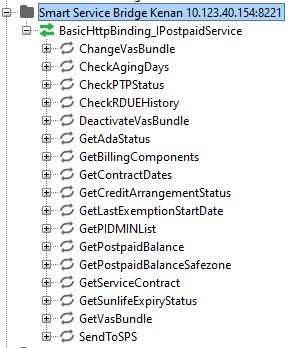 Smart Service Bridge Kenan 10.123.40.154:8221
BasicHttpBinding_IPostpaidService
ChangeVasBundle
CheckAgingDays
CheckPTPStatus
CheckRDUEHistory
DeactivateVasBundle
GetAdaStatus
GetBillingComponents
GetContractDates
GetCreditArrangementStatus
GetLastExemptionStartDate
GetPIDMINList
GetPostpaidBalance
GetPostpaidBalanceSafezone
GetServiceContract
GetSunlifeExpiryStatus
GetVasBundle
SendToSPS